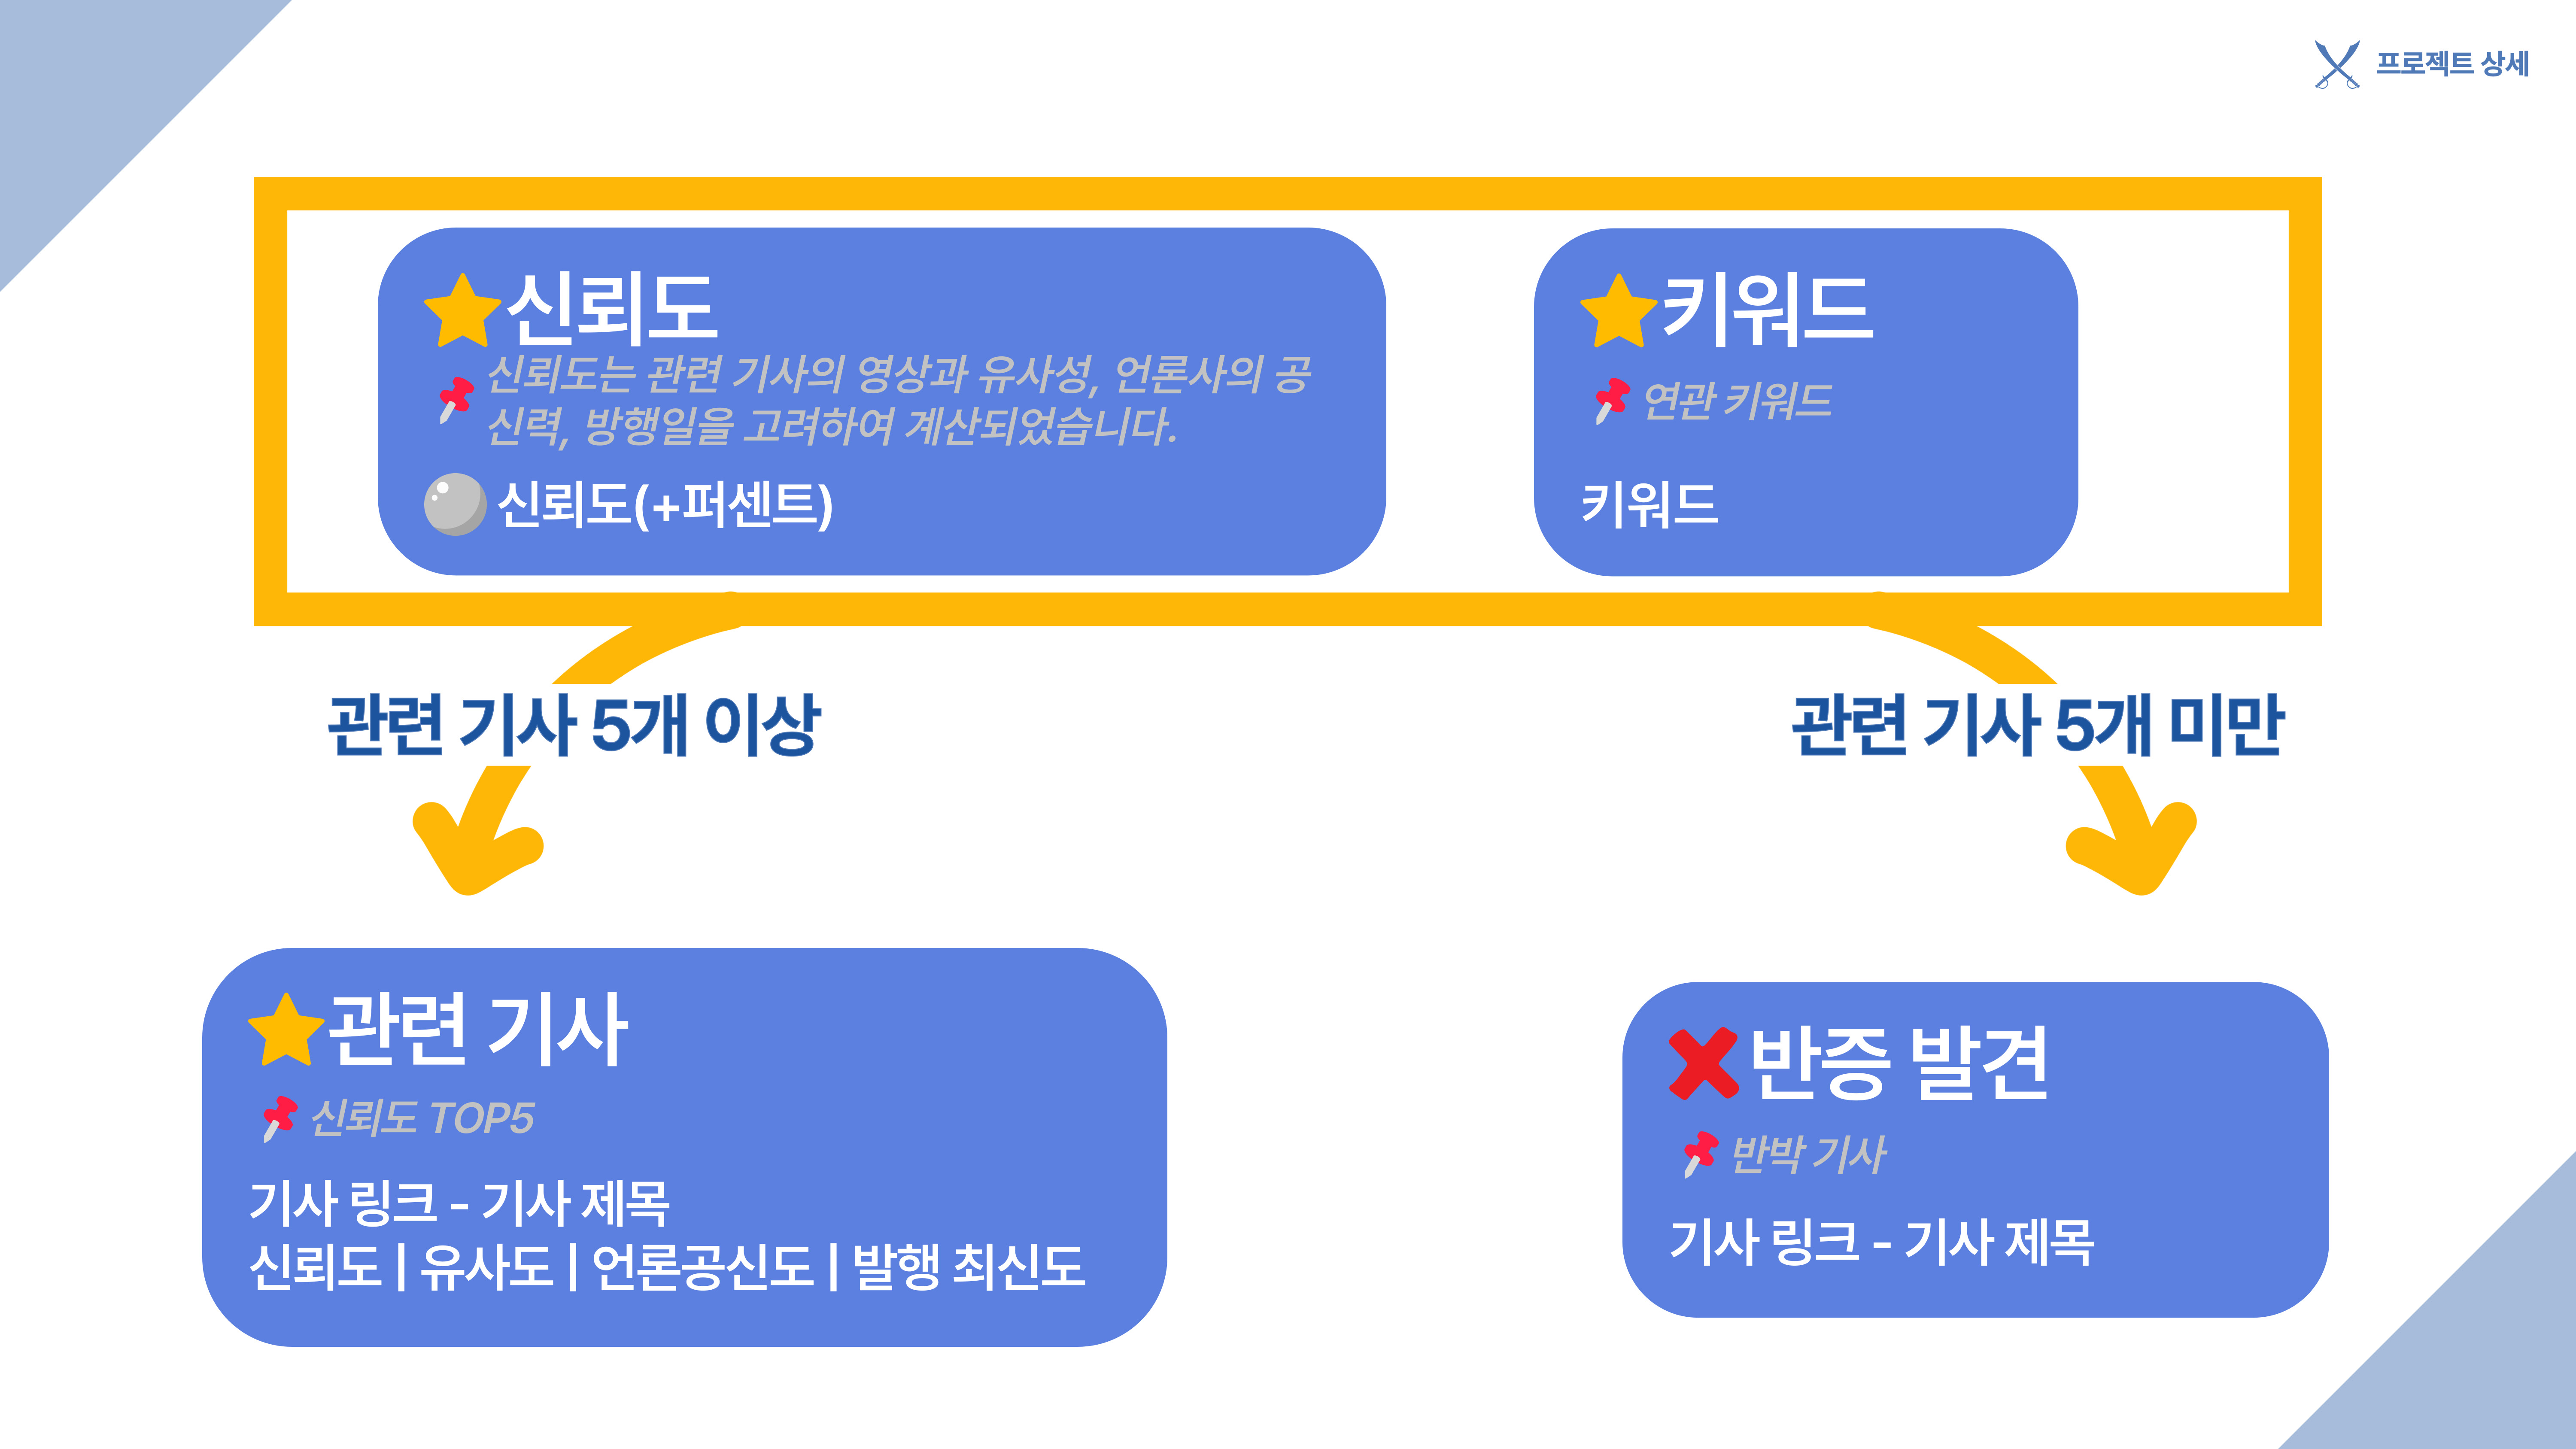 프로젝트 상세
신뢰도
신뢰도는 관련 기사의 영상과 유사성, 언론사의 공
신력, 방행일을 고려하여 계산되었습니다.
신뢰도(+퍼센트)
키워드
연관 키워드
키워드
관련 기사 5개 이상
관련 기사 5개 미만
관련 기사
신뢰도 TOP5
기사 링크 - 기사 제목
신뢰도 | 유사도 | 언론공신도 | 발행 최신도
반증 발견
반박 기사
기사 링크 - 기사 제목